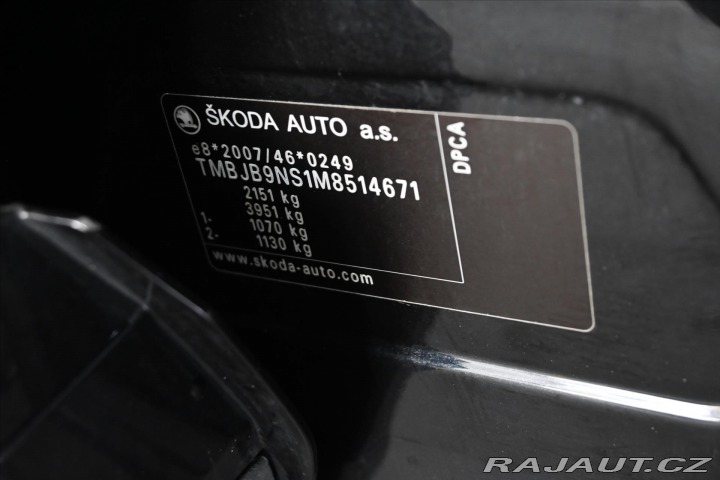 ŠKODA AUTO a.s.
e8*2007/46*0249
TMBJB9NS1M8514671
2151 kg
3951 kg
1- 1070 kg
2- 1130 kg
www.skoda-auto.com
DPCA
RAJAUT.CZ